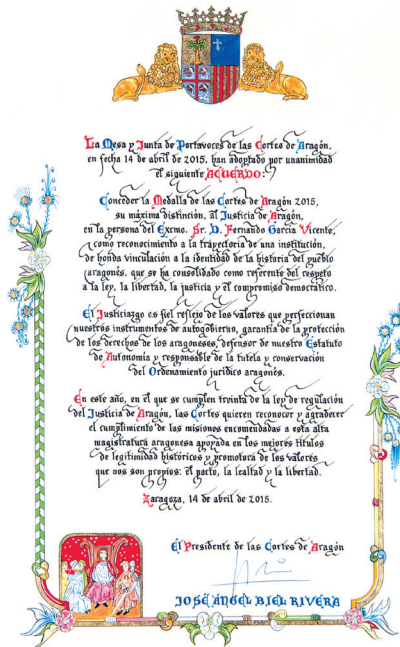 La Mesa y Junta de Portavoces de las Cortes de Aragón,
en fecha 14 de abril de 2015, han adoptado por unanimidad
el siguiente ACUERDO:
Conceder la Medalla de las Cortes de Aragón 2015,
su máxima distinción, al Justicia de Aragón,
en la persona del Excmo. Sr. D. Fernando García Vicente,
como reconocimiento a la trayectoria de una institución,
de honda vinculación a la identidad de la historia del pueblo
aragonés, que se ha consolidado como referente del respeto
a la ley, la libertad, la justicia y el compromiso democrático.
El Justiciazgo es fiel reflejo de los valores que perfeccionan
nuestros instrumentos de autogobierno, garantía de la protección
de los derechos de los aragoneses, defensor de nuestro Estatuto
de Autonomía y responsable de la tutela y conservación
del Ordenamiento jurídico aragonés.
En este año, en el que se cumplen treinta de la ley de regulación
del Justicia de Aragón, las Cortes quieren reconocer y agradecer
el cumplimiento de las misiones encomendadas a esta alta
magistratura aragonesa apoyada en los mejores títulos
de legitimidad históricos y promotora de los valores
que nos son propios: el pacto, la lealtad y la libertad.
Zaragoza, 14 de abril de 2015.
El Presidente de las Cortes de Aragón
JOSÉ ÁNGEL BIEL RIVERA